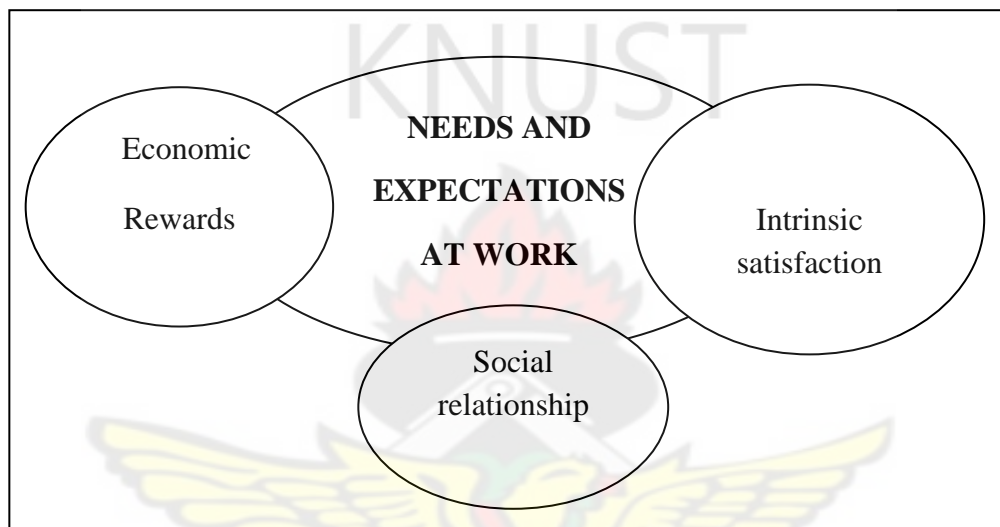 KNUST
NEEDS AND
EXPECTATIONS
AT WORK
Economic
Rewards
Intrinsic
satisfaction
Social
relationship